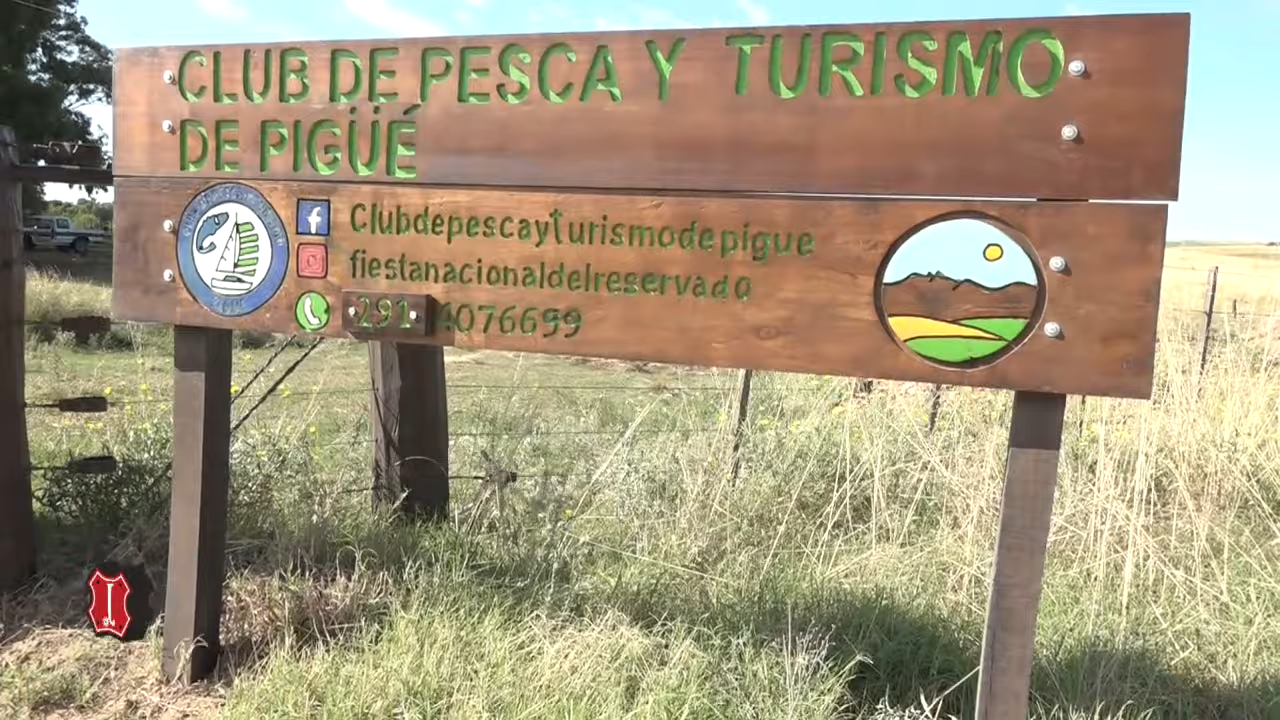 CLUB DE PESCA Y TURISMO
DE PIGÜÉ
Clubdepescayturismodepigue
fiestanacionaldelreservado
291 4076699